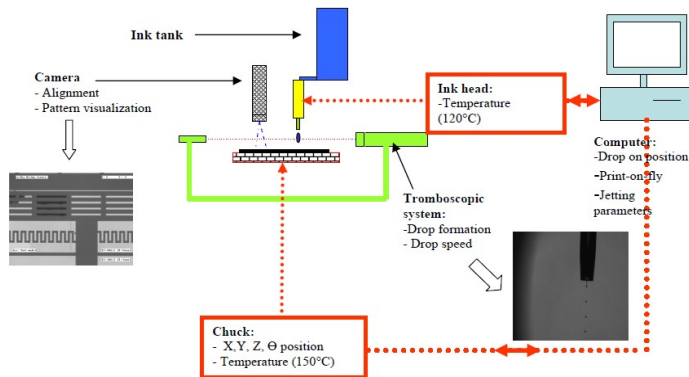 Ink tank
Camera
- Alignment
- Pattern visualization
Ink head:
-Temperature
(120°C)
Computer:
-Drop on position
-Print-on-fly
-Jetting
parameters
Tromboscopic
system:
-Drop formation
- Drop speed
Chuck:
- X,Y, Z, Θ position
- Temperature (150°C)